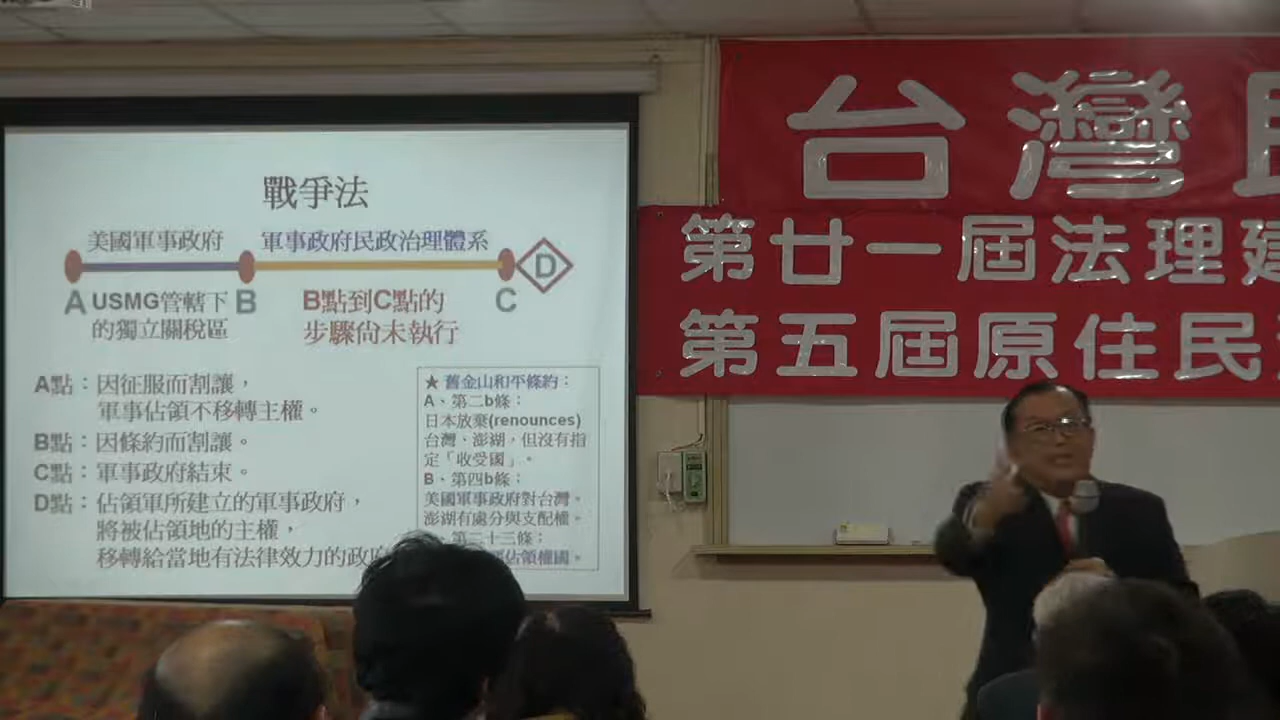 戰爭法
美國軍事政府 軍事政府民政治理體系
D
A USMG管轄下 B B點到C點的 C
的獨立關稅區 步驟尚未執行
A點：因征服而割讓，
軍事佔領不移轉主權。
B點：因條約而割讓。
C點：軍事政府結束。
D點：佔領軍所建立的軍事政府，
將被佔領地的主權，
移轉給當地有法律效力的政
★ 舊金山和平條約：
A、第二b條：
日本放棄(renounces)
台灣、澎湖，但沒有指
定「收受國」。
B、第四b條：
美國軍事政府對台灣。
澎湖有處分與支配權。
第二十三條：
佔領權國。
台灣
第廿一屆法理建
第五屆原住民